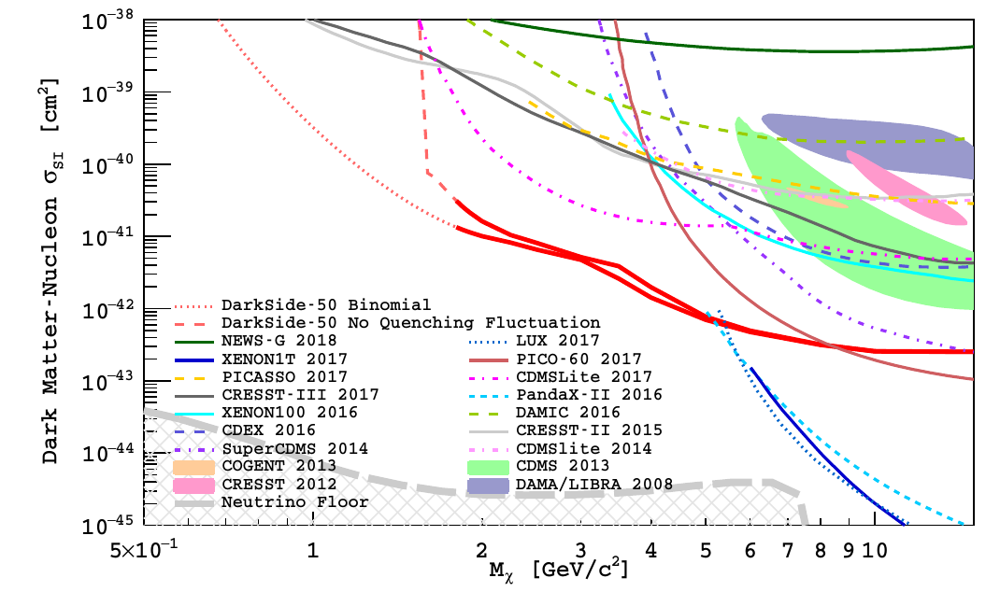 10−38
10−39
10−40
10−41
10−42
10−43
10−44
10−45
Dark Matter-Nucleon σSI [cm2]
DarkSide-50 Binomial
DarkSide-50 No Quenching Fluctuation
NEWS-G 2018 LUX 2017
XENON1T 2017 PICO-60 2017
PICASSO 2017 CDMSLite 2017
CRESST-III 2017 PandaX-II 2016
XENON100 2016 DAMIC 2016
CDEX 2016 CRESST-II 2015
SuperCDMS 2014 CDMSlite 2014
COGENT 2013 CDMS 2013
CRESST 2012 DAMA/LIBRA 2008
Neutrino Floor
5×10−1 1 2 3 4 5 6 7 8 9 10
Mχ [GeV/c2]